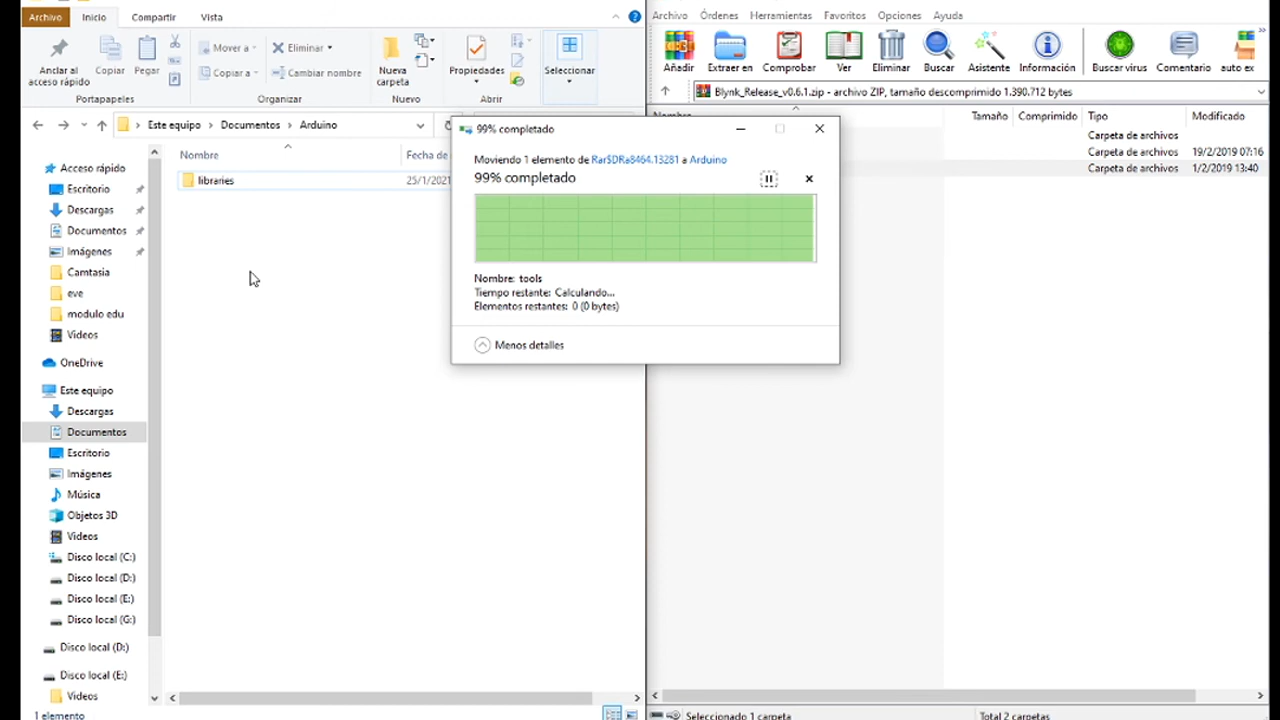 Archivo Inicio Compartir Vista
Anclar al acceso rápido
Copiar
Pegar
Portapapeles
Mover a
Copiar a
Eliminar
Cambiar nombre
Organizar
Nueva carpeta
Nuevo
Propiedades
Abrir
Seleccionar
Este equipo > Documentos > Arduino
Nombre
Fecha de
libraries
25/1/2021
Acceso rápido
Escritorio
Descargas
Documentos
Imágenes
Camtasia
eve
modulo edu
Videos
OneDrive
Este equipo
Descargas
Documentos
Escritorio
Imágenes
Música
Objetos 3D
Videos
Disco local (C:)
Disco local (D:)
Disco local (E:)
Disco local (G:)
Disco local (D:)
Disco local (E:)
Videos
1 elemento
99% completado
Moviendo 1 elemento de Rar$DRa8464.13281 a Arduino
99% completado
Nombre: tools
Tiempo restante: Calculando...
Elementos restantes: 0 (0 bytes)
Menos detalles
Archivo Órdenes Herramientas Favoritos Opciones Ayuda
Añadir Extraer en Comprobar Ver Eliminar Buscar Asistente Información Buscar virus Comentario auto ex
Blynk_Release_v0.6.1.zip - archivo ZIP, tamaño descomprimido 1.390.712 bytes
Nombre Tamaño Comprimido Tipo Modificado
Carpeta de archivos
Carpeta de archivos 19/2/2019 07:16
Carpeta de archivos 1/2/2019 13:40
Seleccionado 1 carpeta
Total 2 carpetas